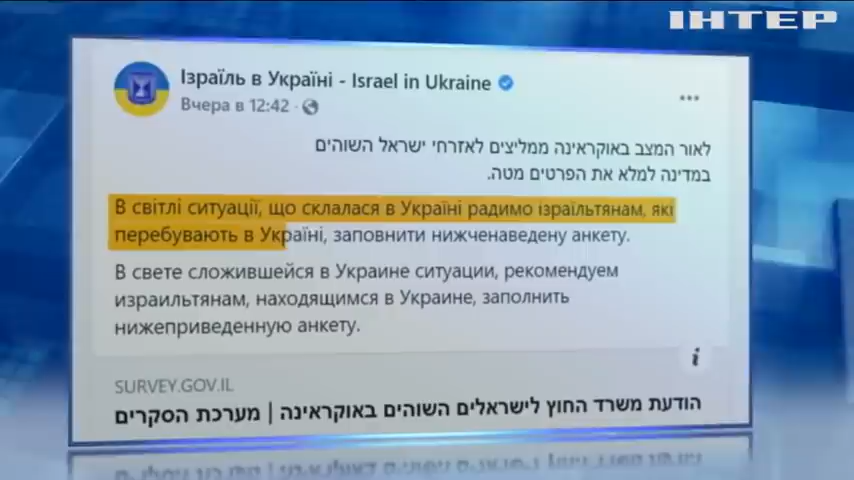 ІНТЕР
Ізраїль в Україні - Israel in Ukraine
Вчера в 12:42 ·
לאור המצב באוקראינה ממליצים לאזרחי ישראל השוהים
במדינה למלא את הפרטים מטה.
В світлі ситуації, що склалася в Україні радимо ізраїльтянам, які
перебувають в Україні, заповнити нижченаведену анкету.
В свете сложившейся в Украине ситуации, рекомендуем
израильтянам, находящимся в Украине, заполнить
нижеприведенную анкету.
SURVEY.GOV.IL
הודעת משרד החוץ לישראלים השוהים באוקראינה | מערכת הסקרים